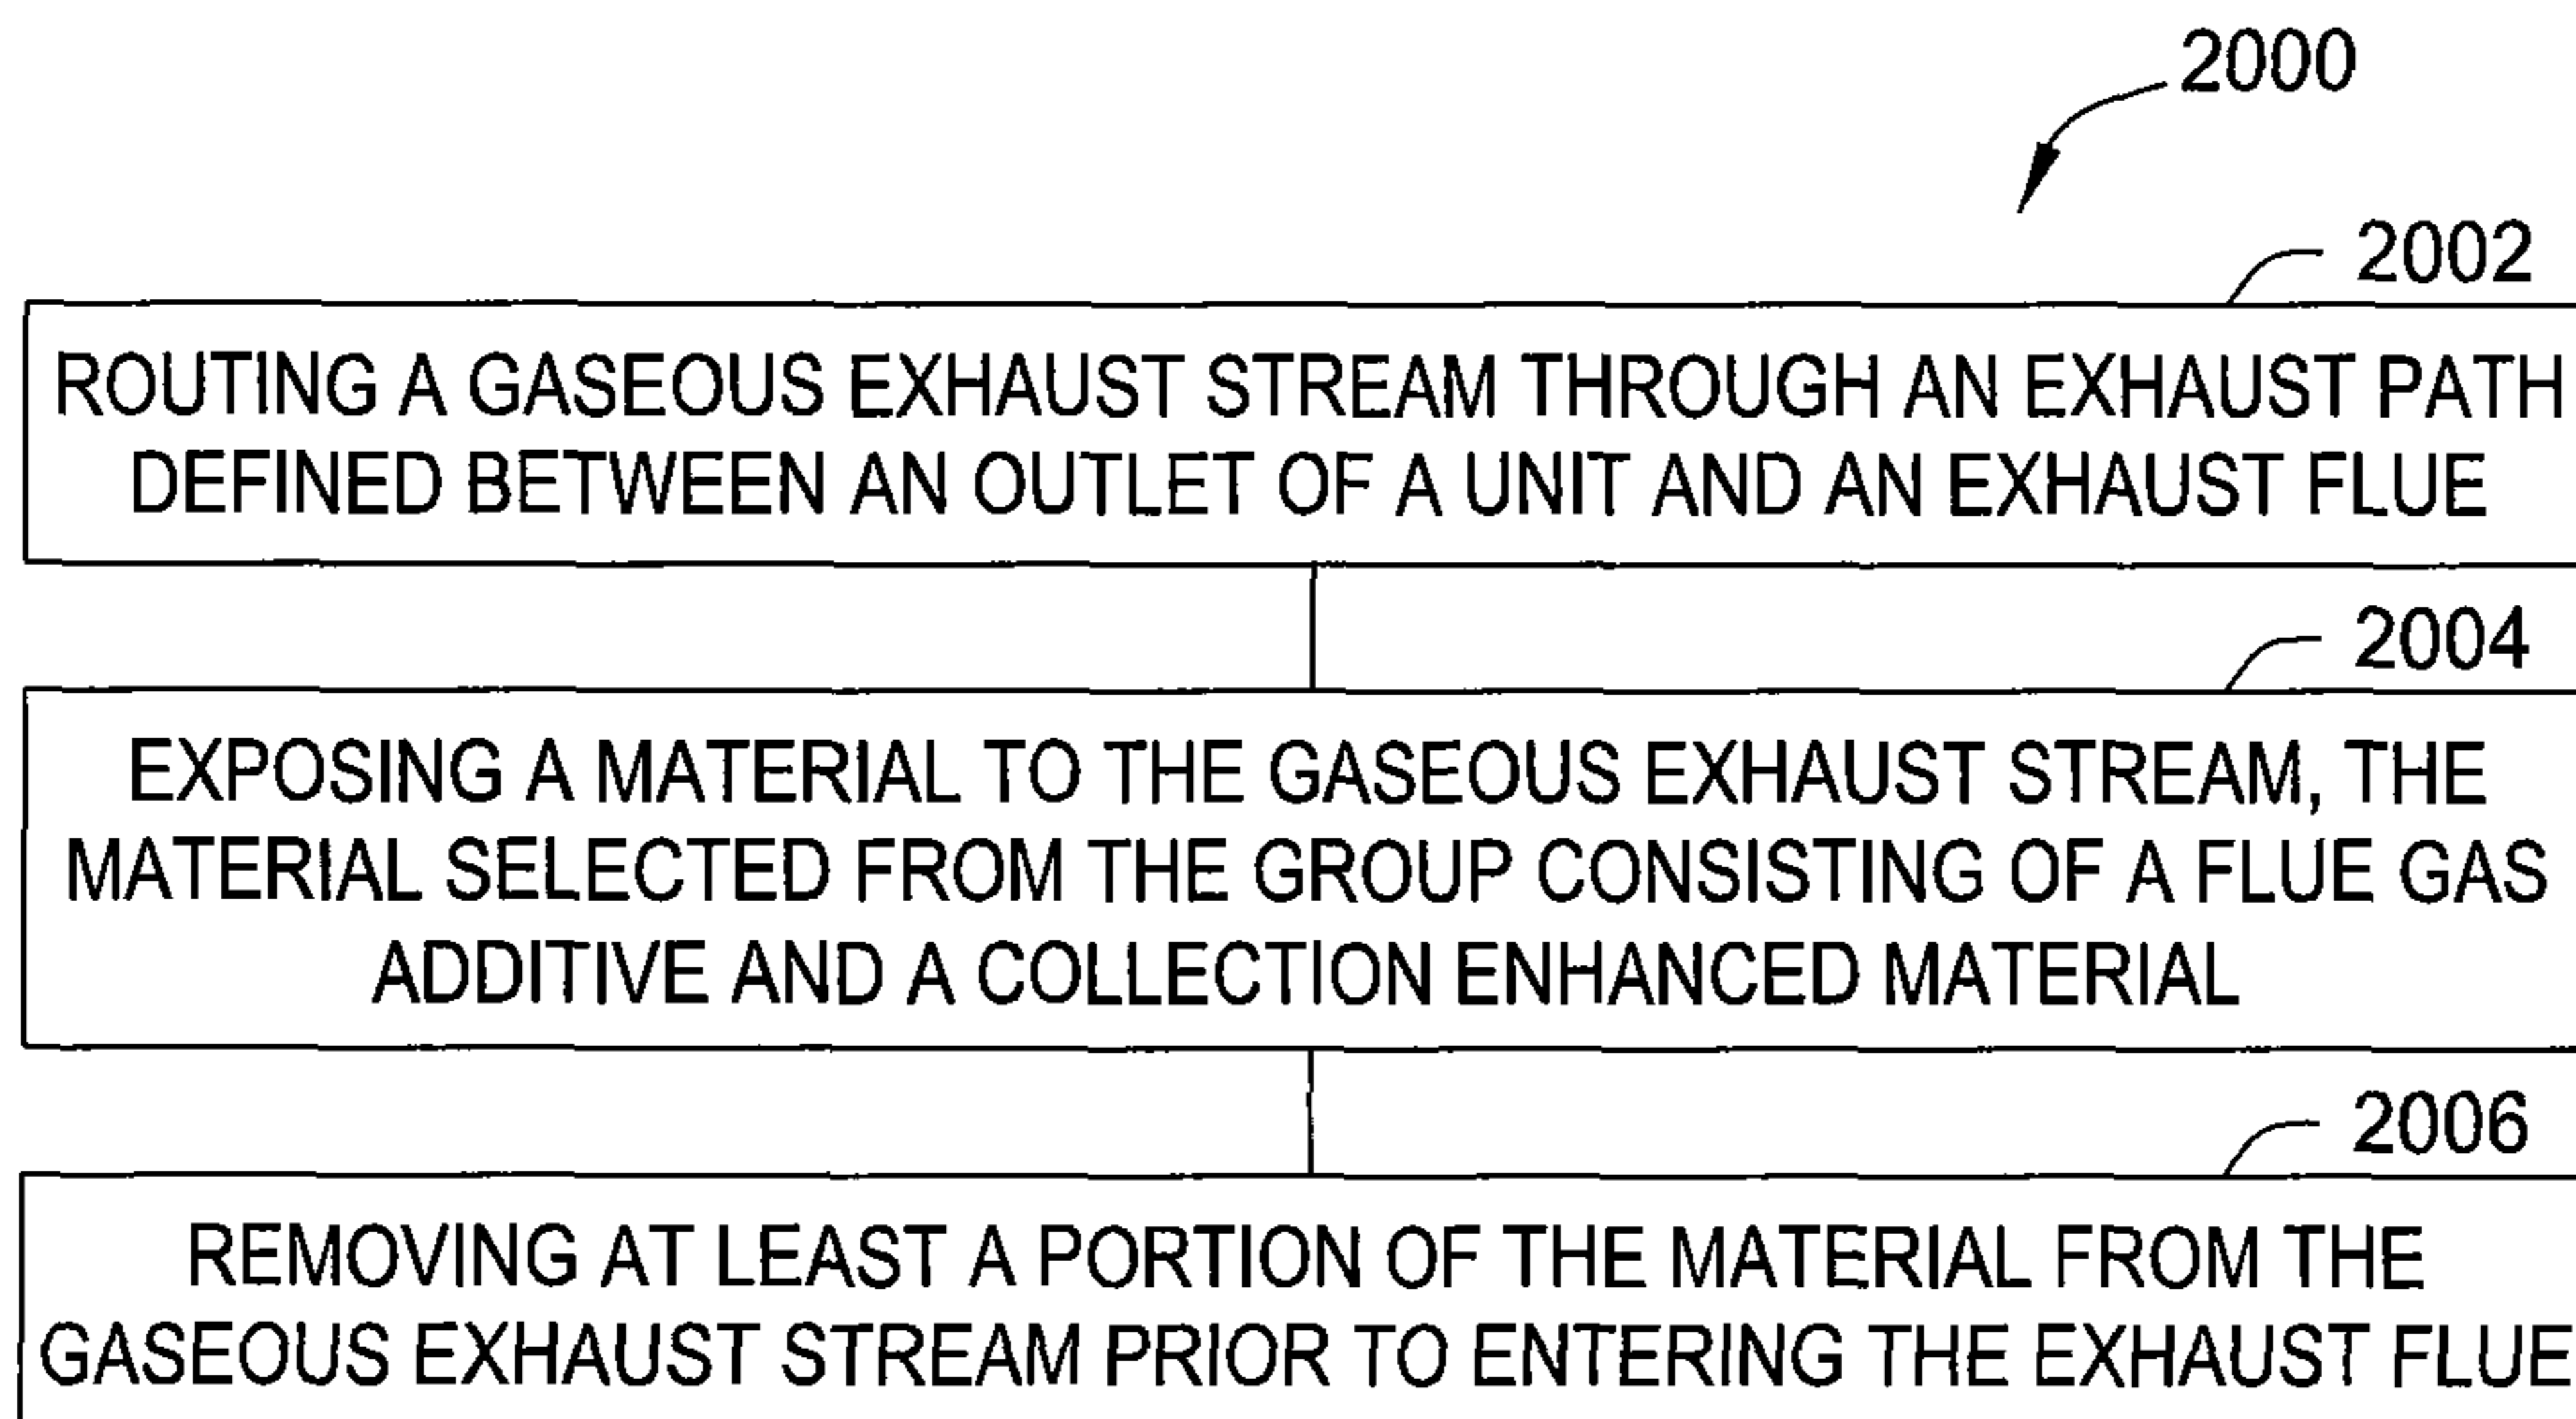 2000
2002
ROUTING A GASEOUS EXHAUST STREAM THROUGH AN EXHAUST PATH
DEFINED BETWEEN AN OUTLET OF A UNIT AND AN EXHAUST FLUE
2004
EXPOSING A MATERIAL TO THE GASEOUS EXHAUST STREAM, THE
MATERIAL SELECTED FROM THE GROUP CONSISTING OF A FLUE GAS
ADDITIVE AND A COLLECTION ENHANCED MATERIAL
2006
REMOVING AT LEAST A PORTION OF THE MATERIAL FROM THE
GASEOUS EXHAUST STREAM PRIOR TO ENTERING THE EXHAUST FLUE